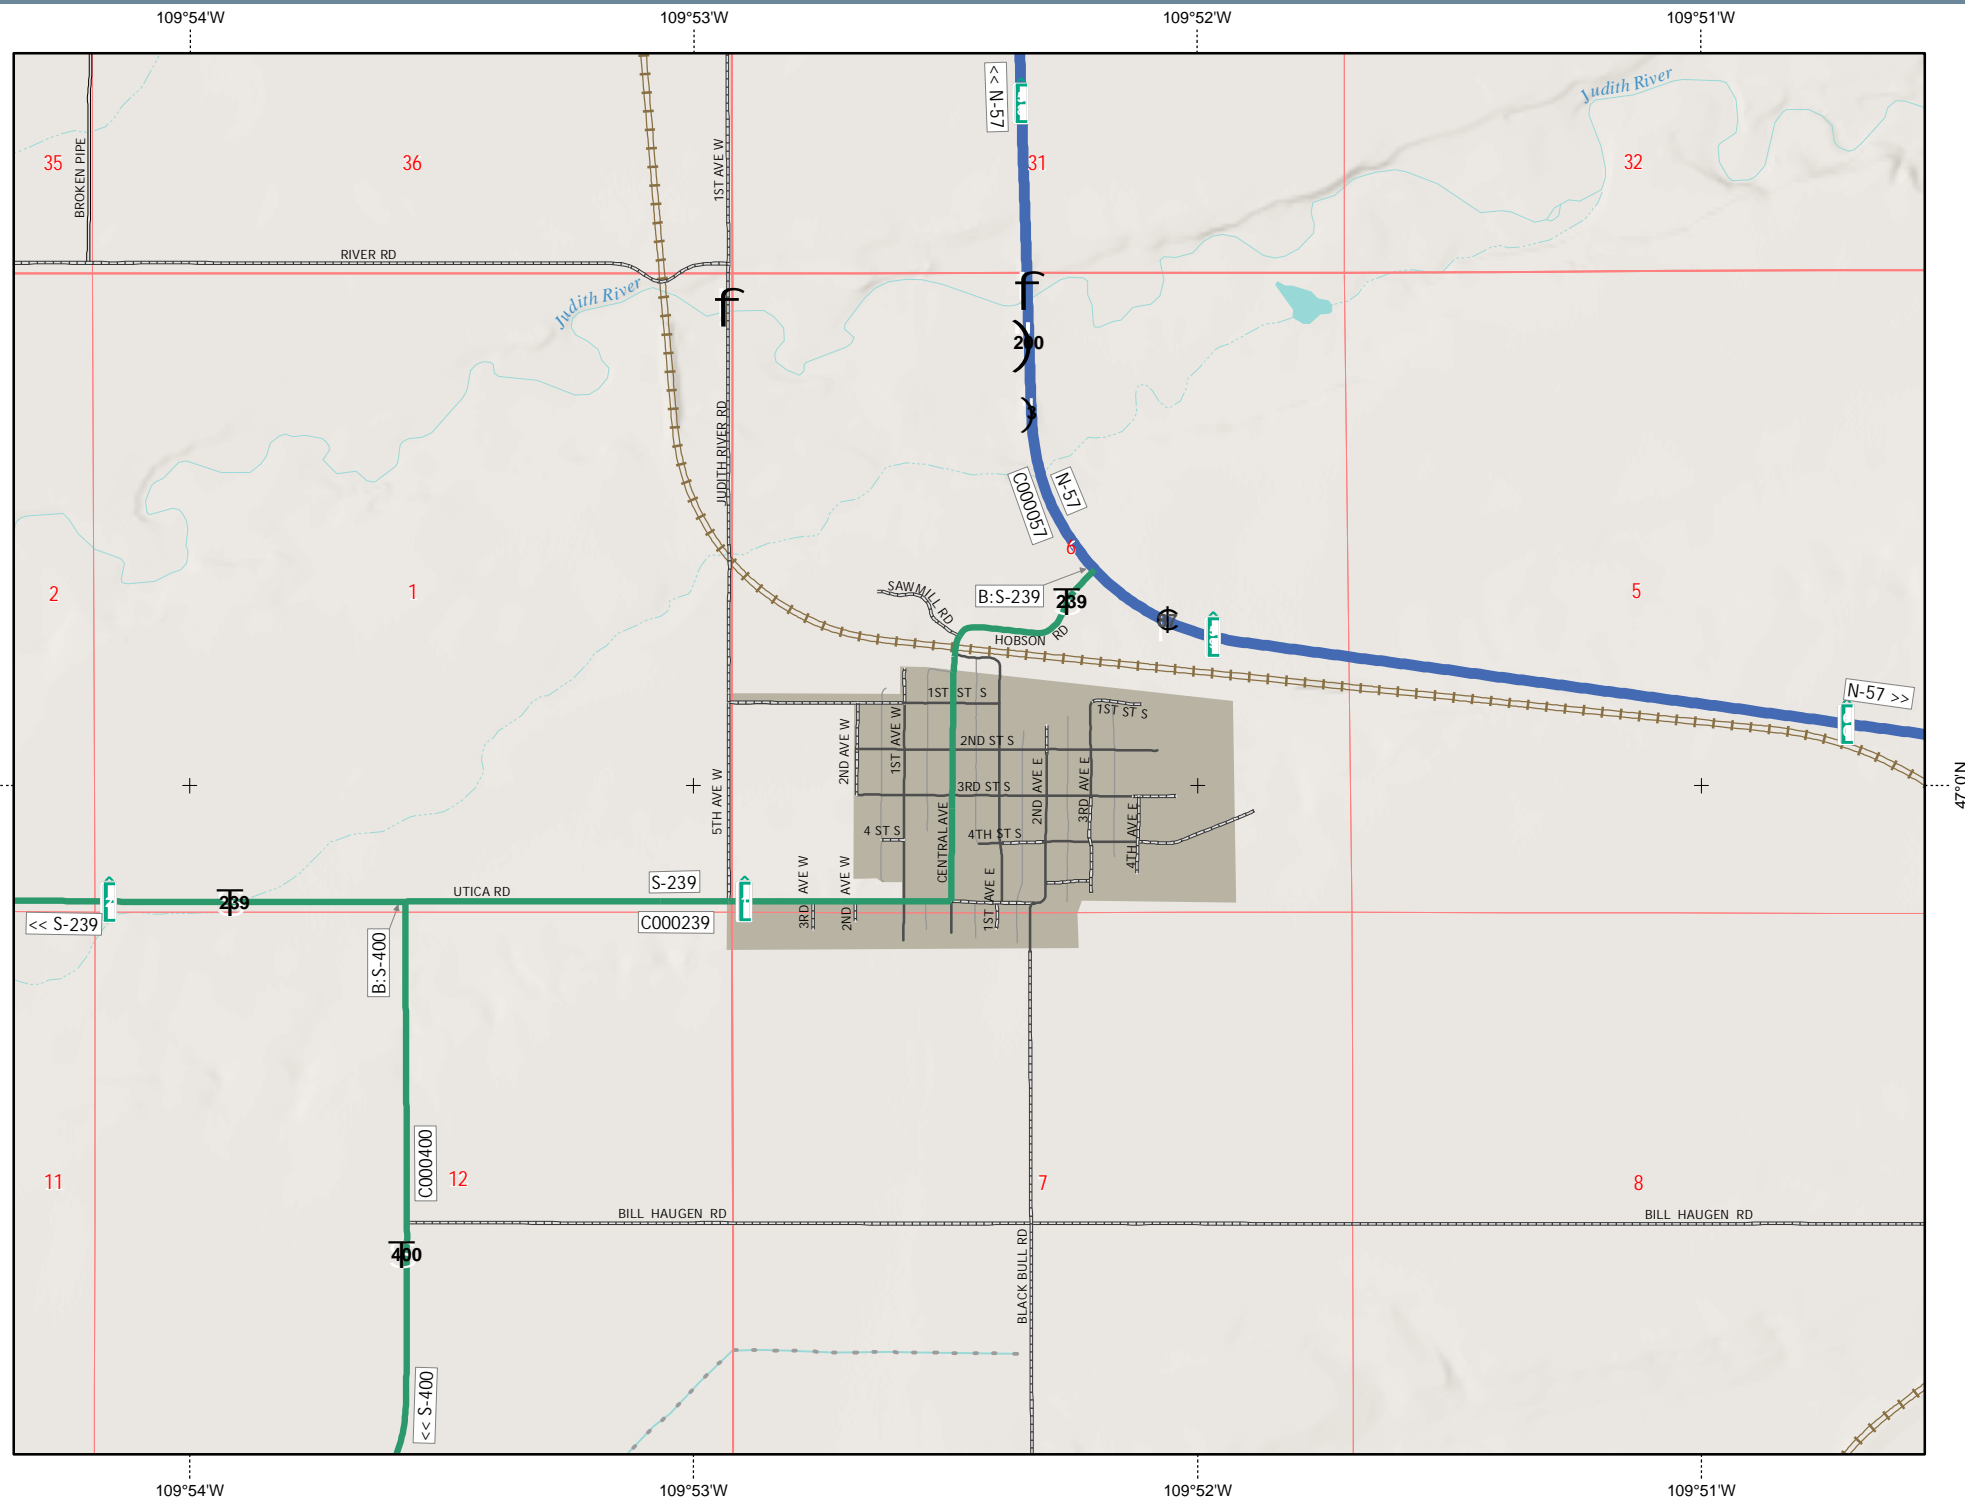 109°54'W
109°53'W
109°52'W
109°51'W
<< N-57
Judith River
BROKEN PIPE
1ST AVE W
35
36
31
32
RIVER RD
Judith River
200
3
JUDITH RIVER RD
C000057
N-57
6
2
1
5
SAWMILL RD
B:S-239
239
HOBSON RD
N-57 >>
1ST ST S
1ST ST S
2ND AVE W
1ST AVE W
2ND ST S
5TH AVE W
2ND AVE E
3RD AVE E
3RD ST S
47°0'N
CENTRAL AVE
4 ST S
4TH ST S
4TH AVE E
S-239
UTICA RD
239
<< S-239
C000239
3RD AVE W
2ND AVE W
1ST AVE E
B:S-400
C000400
11
12
7
8
BILL HAUGEN RD
BILL HAUGEN RD
400
BLACK BULL RD
<< S-400
109°54'W
109°53'W
109°52'W
109°51'W